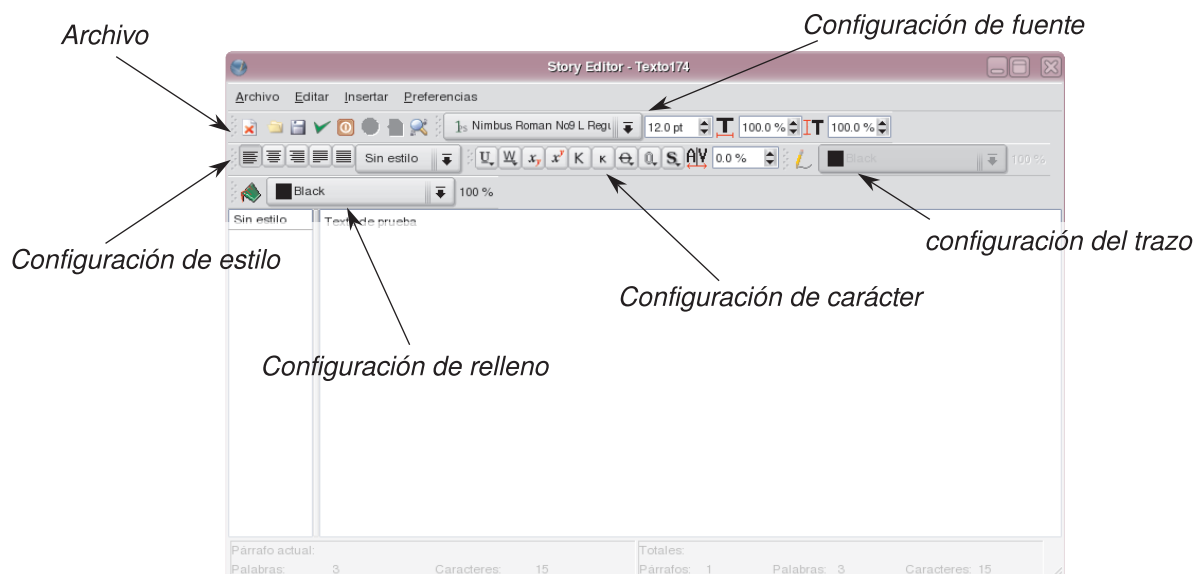 Archivo
Configuración de fuente
Story Editor - Texto174
Archivo Editar Insertar Preferencias
Nimbus Roman No9 L Regu 12.0 pt 100.0 % 100.0 %
Sin estilo 0.0 % Black 100 %
Black 100 %
Sin estilo Texto de prueba
configuración del trazo
Configuración de estilo
Configuración de carácter
Configuración de relleno
Párrafo actual: Totales:
Palabras: 3 Caracteres: 15 Párrafos: 1 Palabras: 3 Caracteres: 15